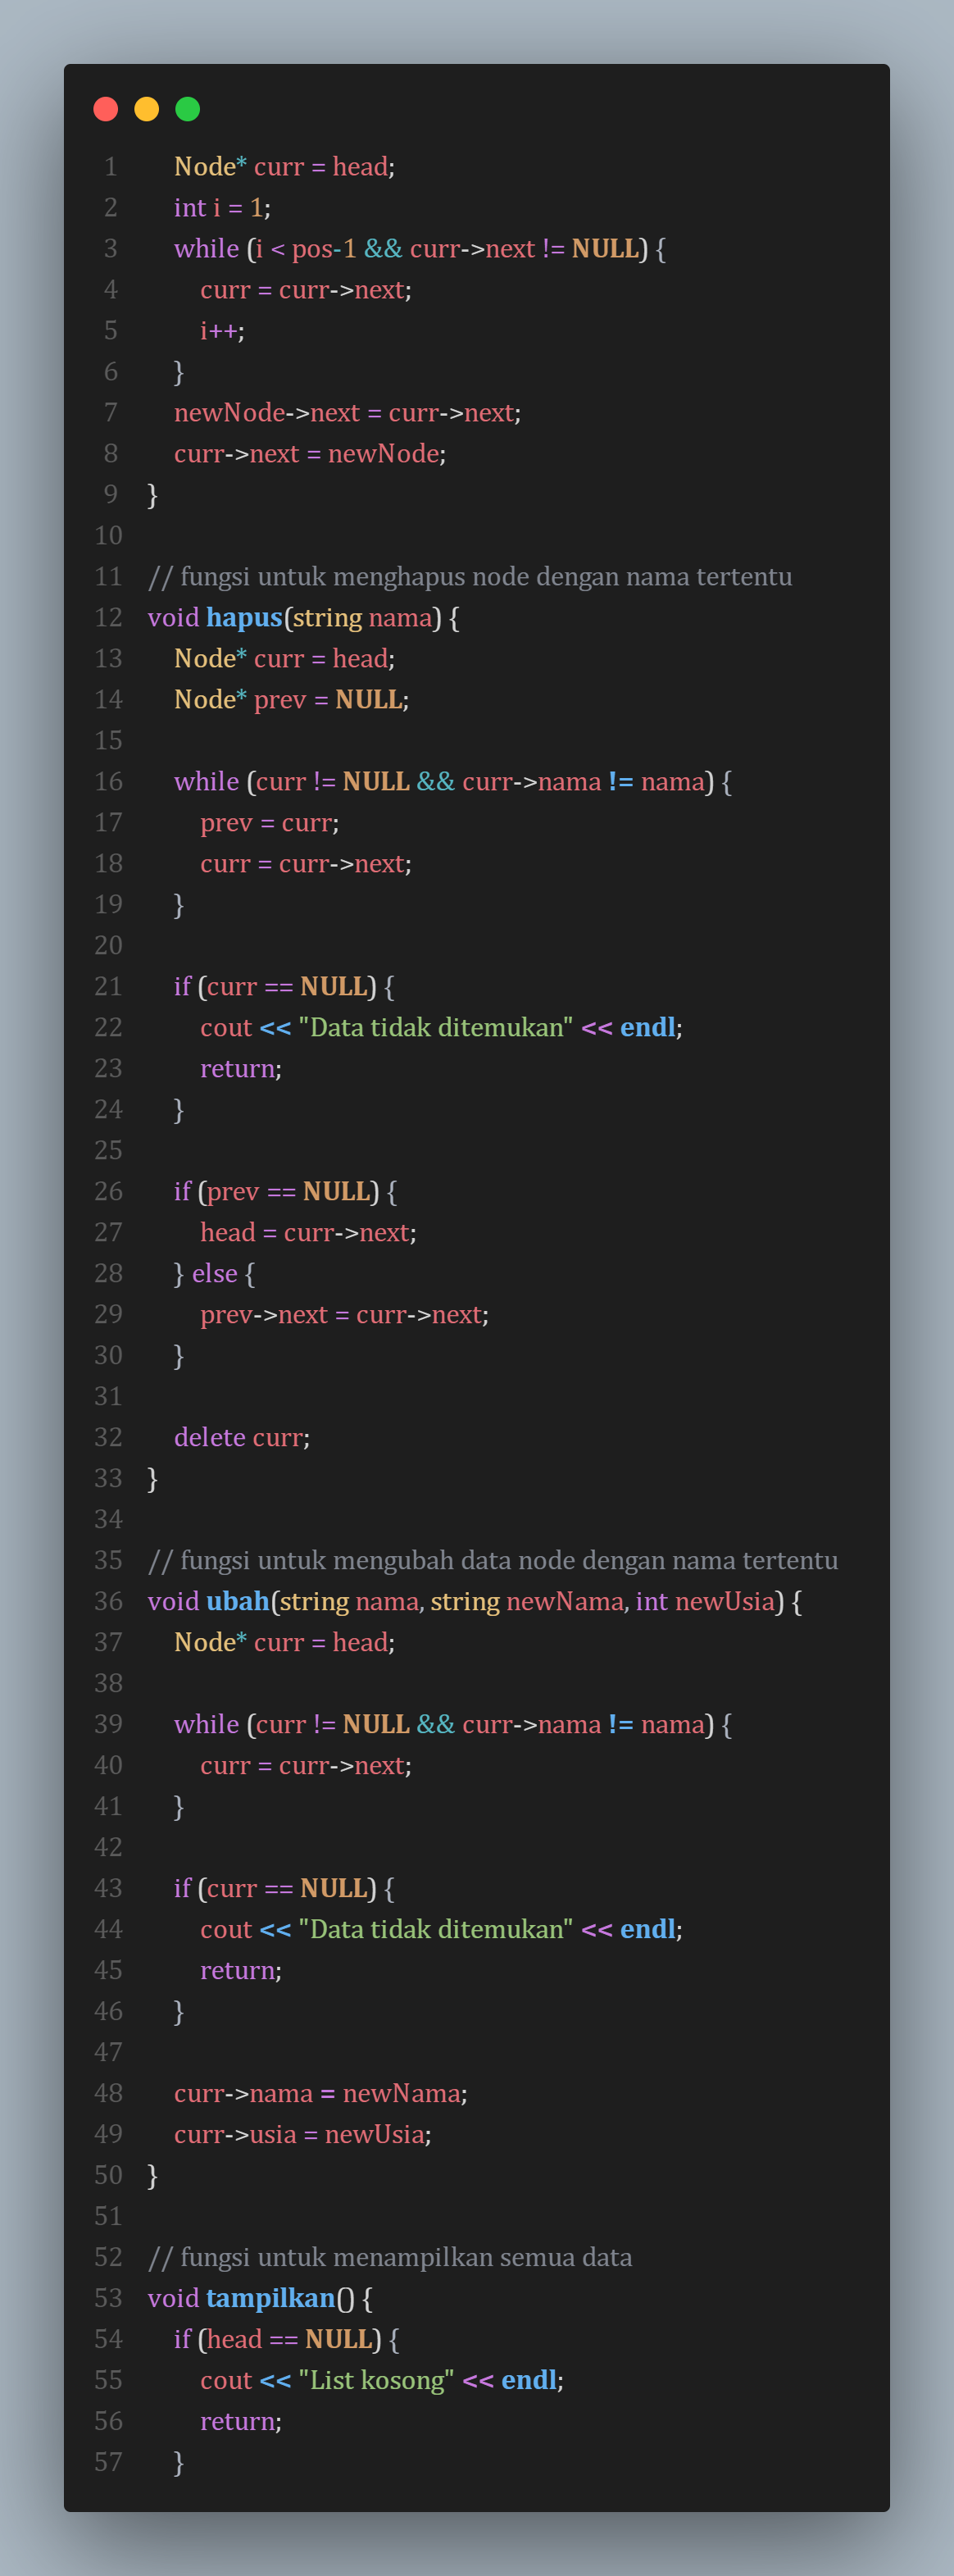 1 Node* curr = head;
2 int i = 1;
3 while (i < pos-1 && curr->next != NULL) {
4 curr = curr->next;
5 i++;
6 }
7 newNode->next = curr->next;
8 curr->next = newNode;
9 }
10
11 // fungsi untuk menghapus node dengan nama tertentu
12 void hapus(string nama) {
13 Node* curr = head;
14 Node* prev = NULL;
15
16 while (curr != NULL && curr->nama != nama) {
17 prev = curr;
18 curr = curr->next;
19 }
20
21 if (curr == NULL) {
22 cout << "Data tidak ditemukan" << endl;
23 return;
24 }
25
26 if (prev == NULL) {
27 head = curr->next;
28 } else {
29 prev->next = curr->next;
30 }
31
32 delete curr;
33 }
34
35 // fungsi untuk mengubah data node dengan nama tertentu
36 void ubah(string nama, string newNama, int newUsia) {
37 Node* curr = head;
38
39 while (curr != NULL && curr->nama != nama) {
40 curr = curr->next;
41 }
42
43 if (curr == NULL) {
44 cout << "Data tidak ditemukan" << endl;
45 return;
46 }
47
48 curr->nama = newNama;
49 curr->usia = newUsia;
50 }
51
52 // fungsi untuk menampilkan semua data
53 void tampilkan() {
54 if (head == NULL) {
55 cout << "List kosong" << endl;
56 return;
57 }